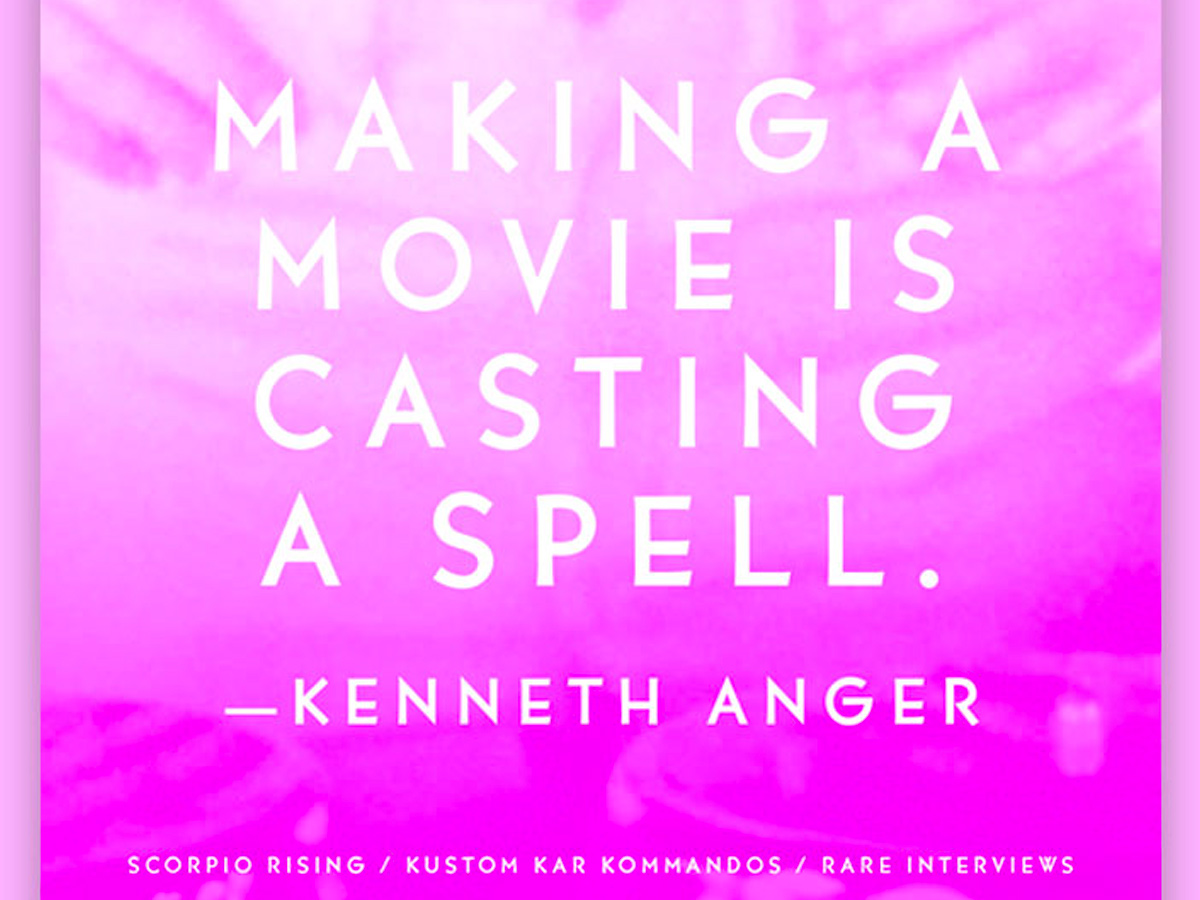 MAKING A
MOVIE IS
CASTING
A SPELL.
—KENNETH ANGER
SCORPIO RISING / KUSTOM KAR KOMMANDOS / RARE INTERVIEWS